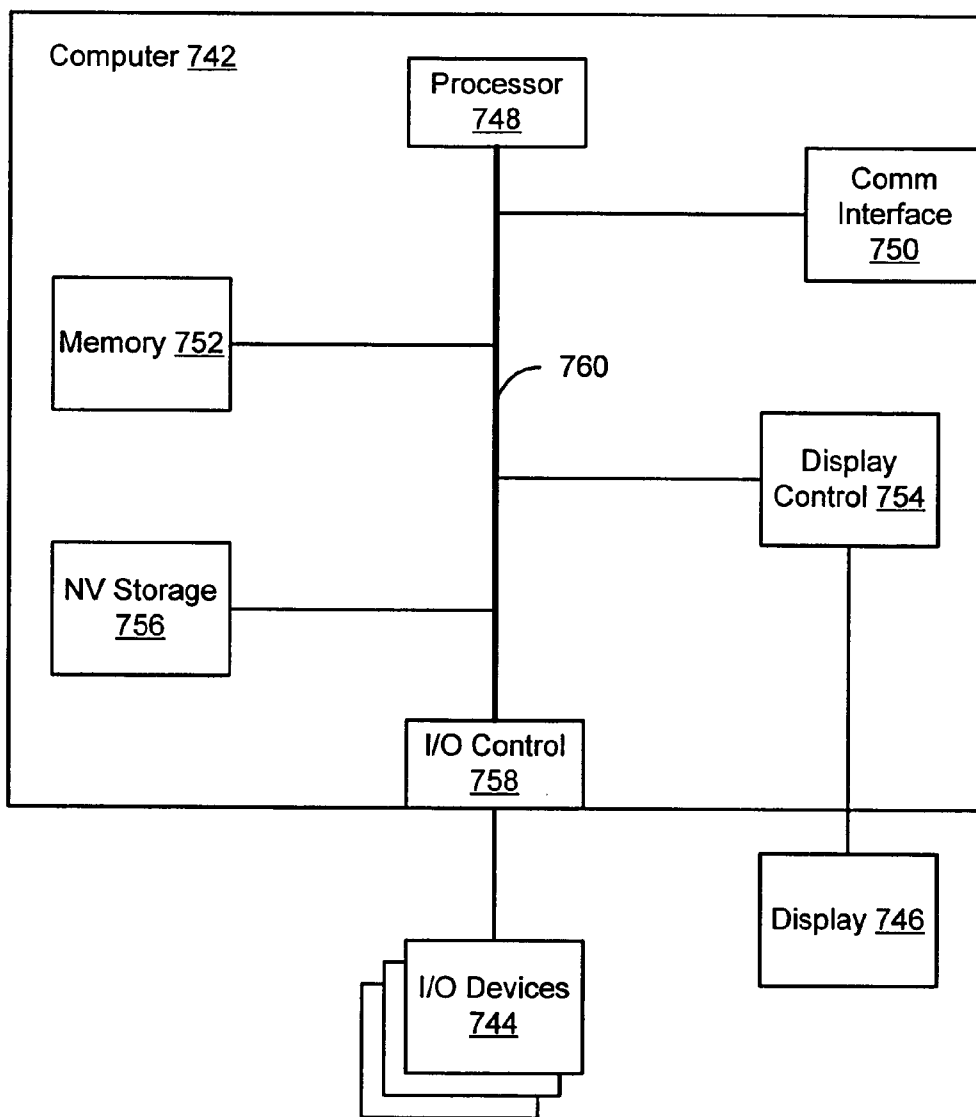 Computer 742
Processor
748
Comm
Interface
750
Memory 752
760
Display
Control 754
NV Storage
756
I/O Control
758
Display 746
I/O Devices
744